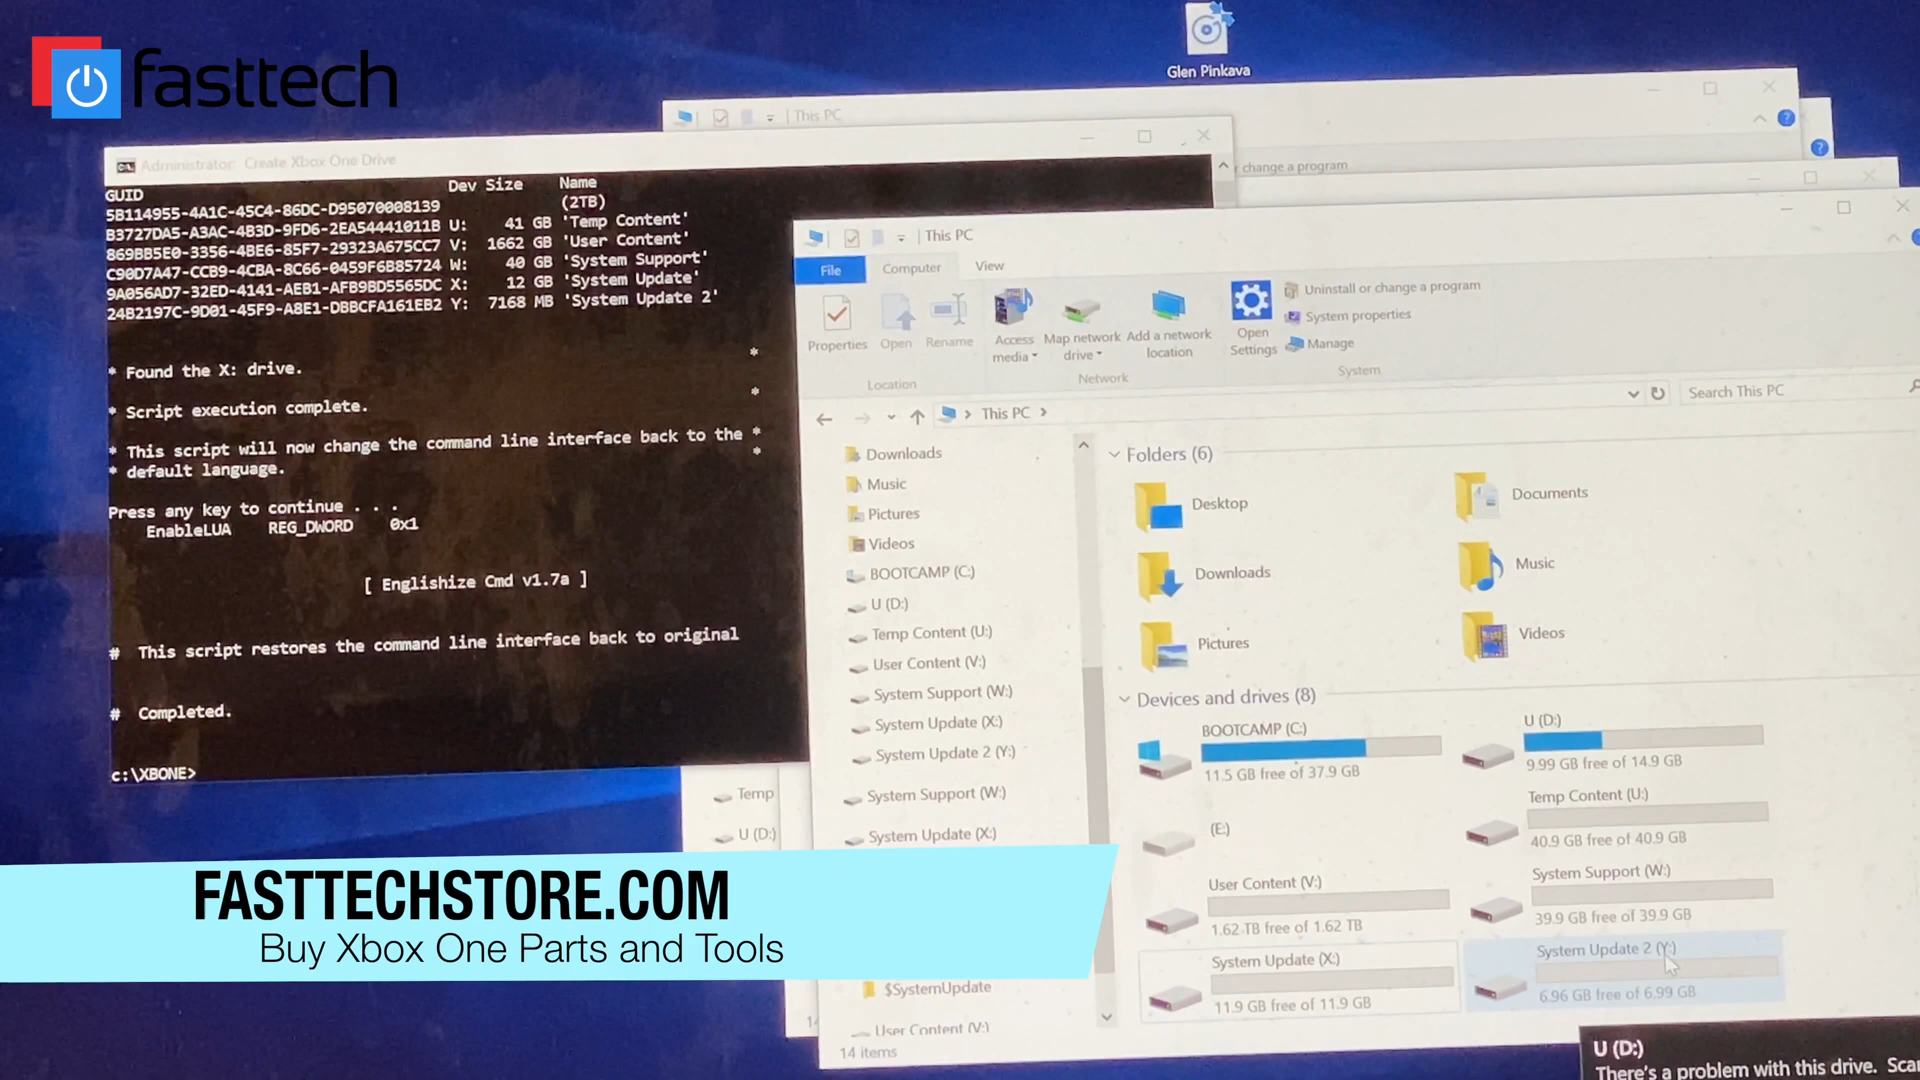 fasttech
Glen Pinkava
This PC
change a program
Administrator: Create Xbox One Drive
GUID Dev Size Name
5B114955-4A1C-45C4-86DC-D95070008139 (2TB)
B3727DA5-A3AC-4B3D-9FD6-2EA54441011B U: 41 GB 'Temp Content'
869BB5E0-3356-4BE6-85F7-29323A675CC7 V: 1662 GB 'User Content'
C90D7A47-CCB9-4CBA-8C66-0459F6B85724 W: 40 GB 'System Support'
9A056AD7-32ED-4141-AEB1-AFB9BD5565DC X: 12 GB 'System Update'
24B2197C-9D01-45F9-A8E1-DBBCFA161EB2 Y: 7168 MB 'System Update 2'
* Found the X: drive. *
* Script execution complete. *
* This script will now change the command line interface back to the *
* default language. *
Press any key to continue . . .
EnableLUA REG_DWORD 0x1
[ Englishize Cmd v1.7a ]
# This script restores the command line interface back to original
# Completed.
c:\XBONE>
Temp
U (D:)
This PC
File
Computer
View
Properties
Open
Rename
Location
Access media
Map network drive
Add a network location
Network
Open Settings
Uninstall or change a program
System properties
Manage
System
This PC
Search This PC
Downloads
Music
Pictures
Videos
BOOTCAMP (C:)
U (D:)
Temp Content (U:)
User Content (V:)
System Support (W:)
System Update (X:)
System Update 2 (Y:)
System Support (W:)
System Update (X:)
$SystemUpdate
User Content (V:)
14 items
Folders (6)
Desktop
Documents
Downloads
Music
Pictures
Videos
Devices and drives (8)
BOOTCAMP (C:)
11.5 GB free of 37.9 GB
U (D:)
9.99 GB free of 14.9 GB
(E:)
Temp Content (U:)
40.9 GB free of 40.9 GB
User Content (V:)
1.62 TB free of 1.62 TB
System Support (W:)
39.9 GB free of 39.9 GB
System Update (X:)
11.9 GB free of 11.9 GB
System Update 2 (Y:)
6.96 GB free of 6.99 GB
U (D:)
There's a problem with this drive.
FASTTECHSTORE.COM
Buy Xbox One Parts and Tools